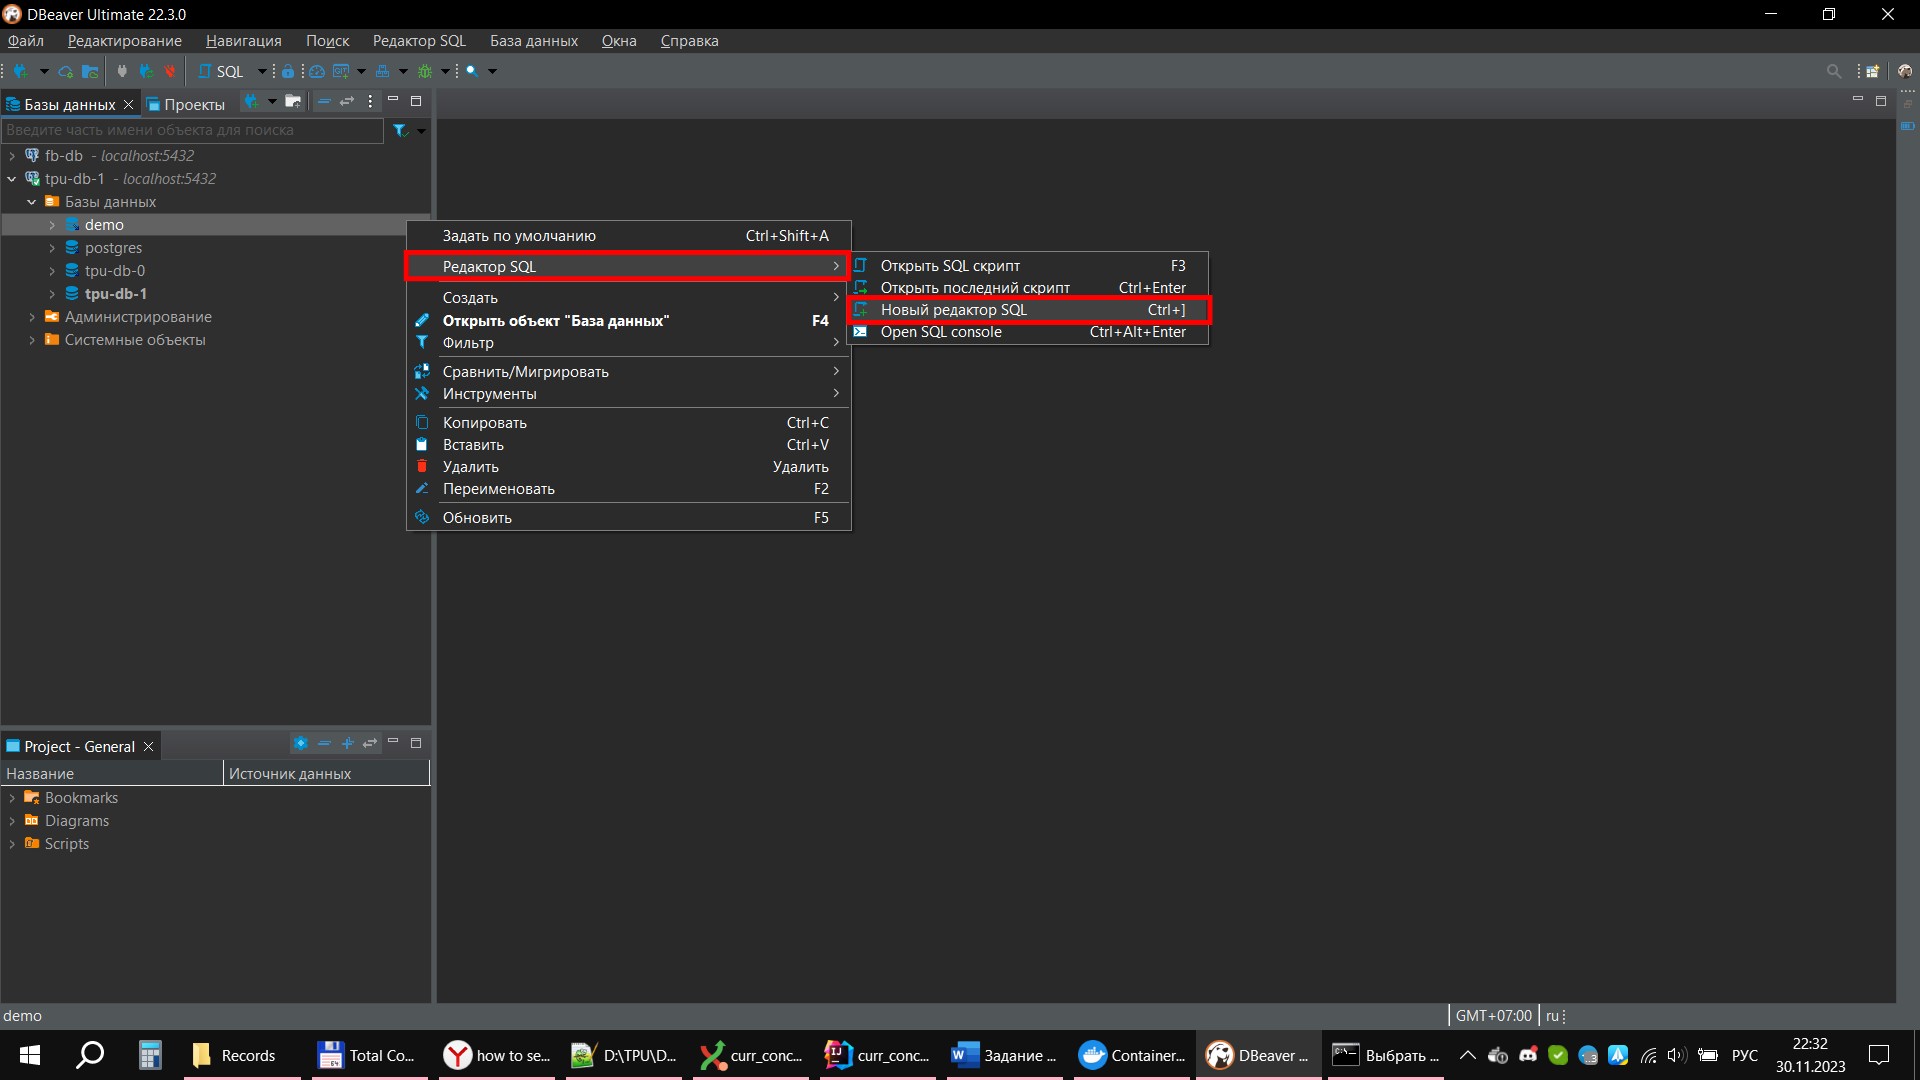 DBeaver Ultimate 22.3.0
Файл Редактирование Навигация Поиск Редактор SQL База данных Окна Справка
SQL
Базы данных Проекты
Введите часть имени объекта для поиска
fb-db - localhost:5432
tpu-db-1 - localhost:5432
Базы данных
demo
postgres
tpu-db-0
tpu-db-1
Администрирование
Системные объекты
Задать по умолчанию Ctrl+Shift+A
Редактор SQL
Создать
Открыть объект "База данных" F4
Фильтр
Сравнить/Мигрировать
Инструменты
Копировать Ctrl+C
Вставить Ctrl+V
Удалить Удалить
Переименовать F2
Обновить F5
Открыть SQL скрипт F3
Открыть последний скрипт Ctrl+Enter
Новый редактор SQL Ctrl+]
Open SQL console Ctrl+Alt+Enter
Project - General
Название Источник данных
Bookmarks
Diagrams
Scripts
demo GMT+07:00 ru
Records Total Co... how to se... D:\TPU\D... curr_conc... curr_conc... Задание ... Container... DBeaver ... Выбрать ... РУС
22:32
30.11.2023